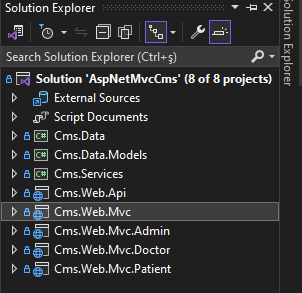 Solution Explorer
Search Solution Explorer (Ctrl+ş)
Solution 'AspNetMvcCms' (8 of 8 projects)
External Sources
Script Documents
C# Cms.Data
C# Cms.Data.Models
C# Cms.Services
Cms.Web.Api
Cms.Web.Mvc
Cms.Web.Mvc.Admin
Cms.Web.Mvc.Doctor
Cms.Web.Mvc.Patient
Solution Explorer